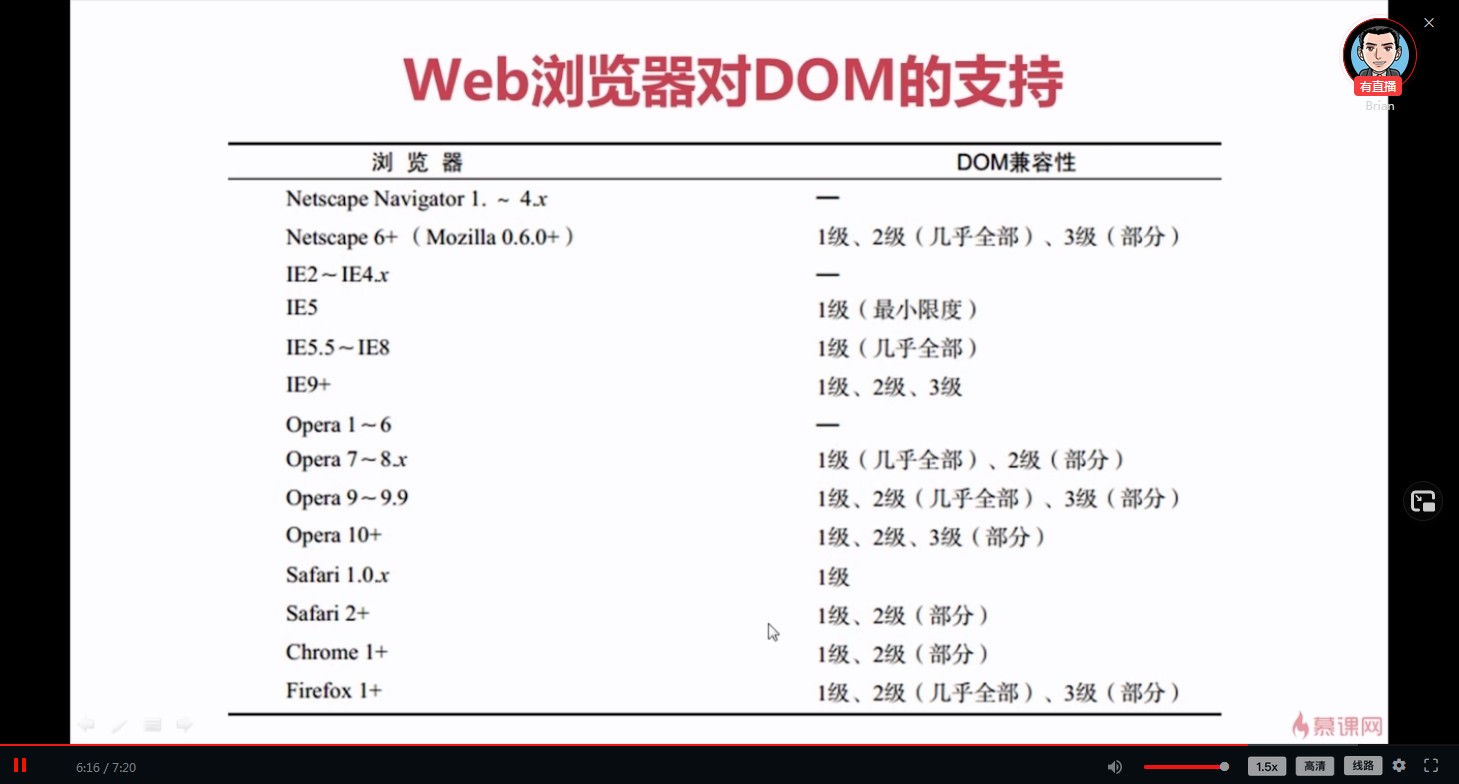 Web浏览器对DOM的支持
有直播
Brian
浏 览 器 DOM兼容性
Netscape Navigator 1. ~ 4.x —
Netscape 6+（Mozilla 0.6.0+） 1级、2级（几乎全部）、3级（部分）
IE2～IE4.x —
IE5 1级（最小限度）
IE5.5～IE8 1级（几乎全部）
IE9+ 1级、2级、3级
Opera 1～6 —
Opera 7～8.x 1级（几乎全部）、2级（部分）
Opera 9～9.9 1级、2级（几乎全部）、3级（部分）
Opera 10+ 1级、2级、3级（部分）
Safari 1.0.x 1级
Safari 2+ 1级、2级（部分）
Chrome 1+ 1级、2级（部分）
Firefox 1+ 1级、2级（几乎全部）、3级（部分）
慕课网
6:16 / 7:20 1.5x 高清 线路